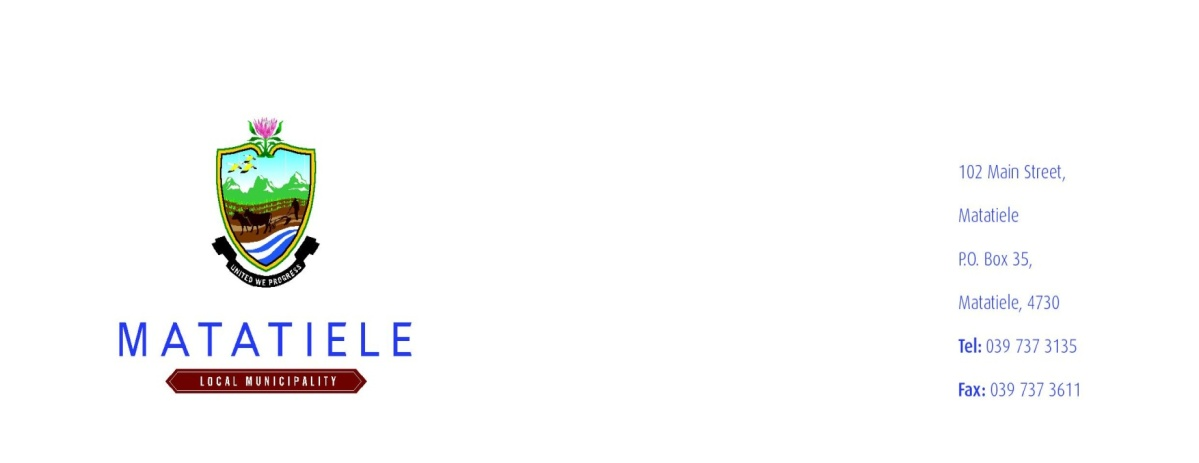 UNITED WE PROGRESS
MATATIELE
LOCAL MUNICIPALITY
102 Main Street,
Matatiele
P.O. Box 35,
Matatiele, 4730
Tel: 039 737 3135
Fax: 039 737 3611